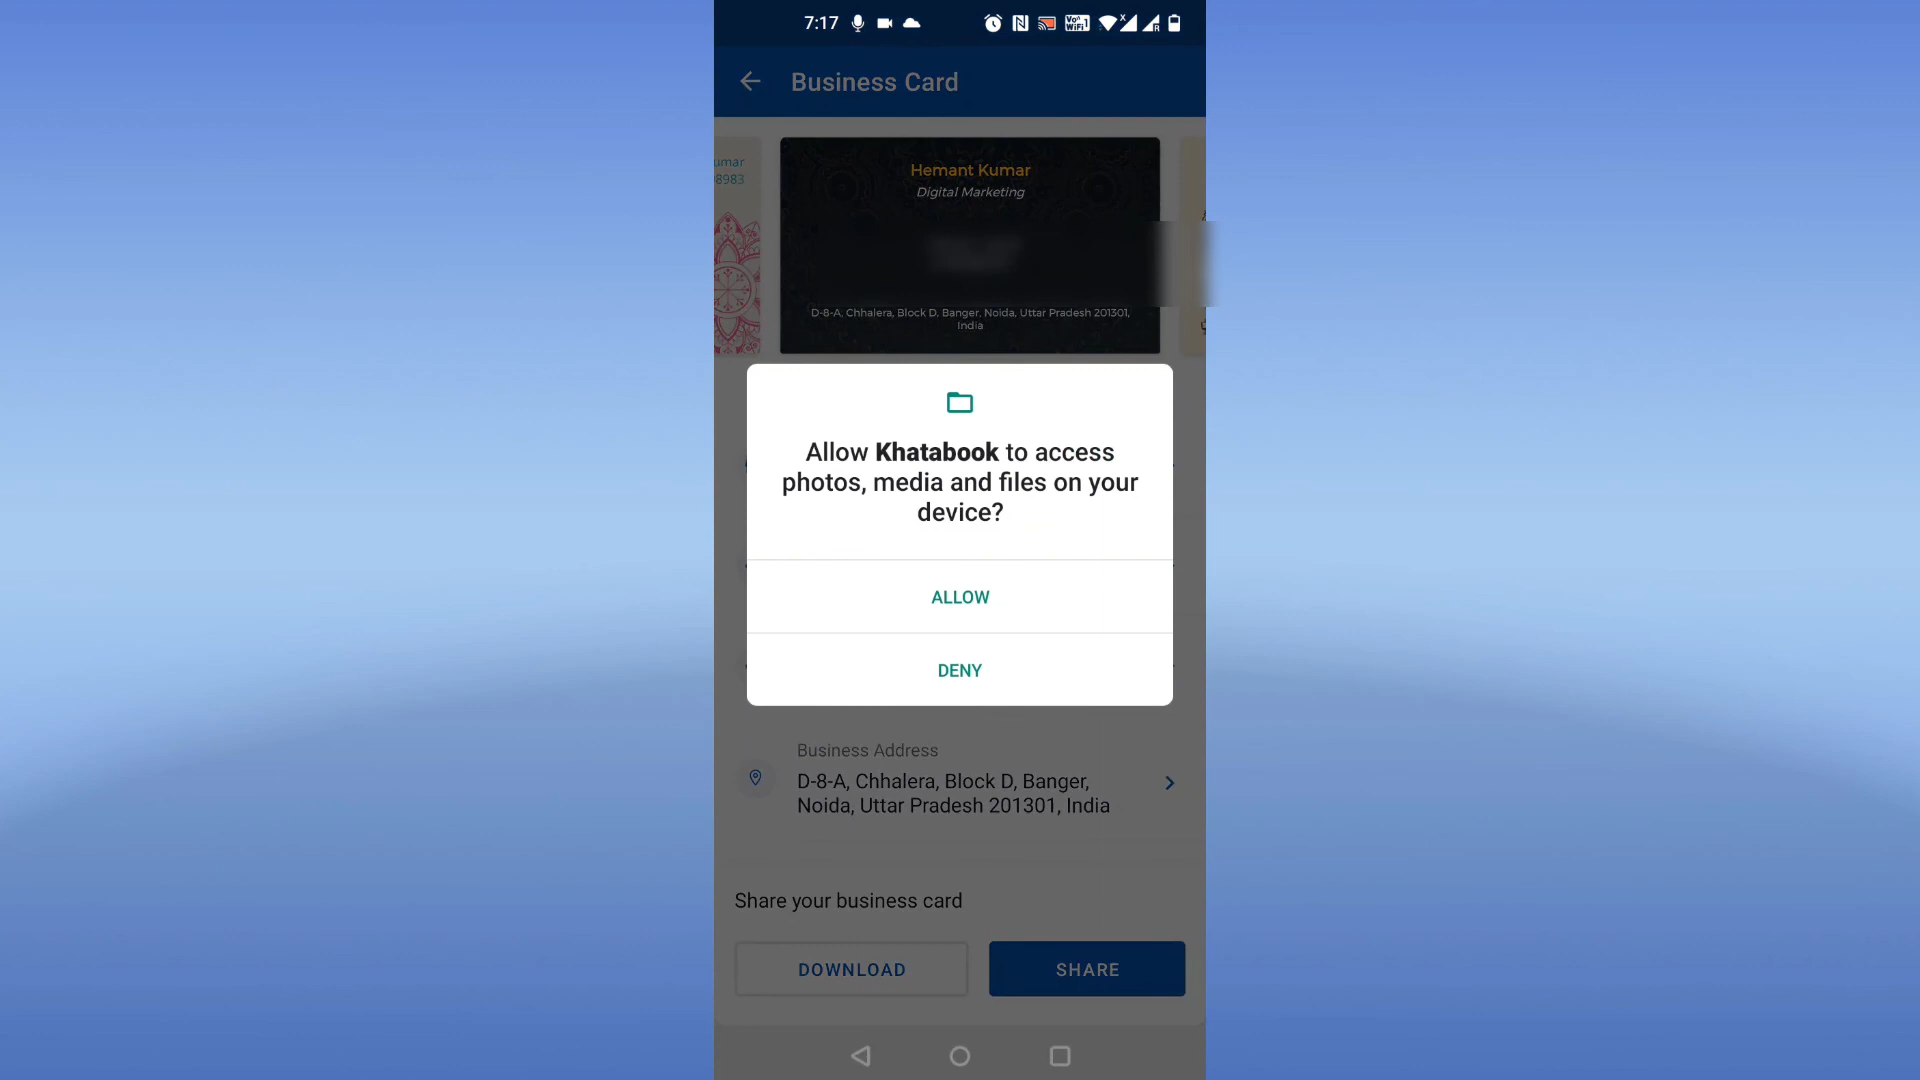 7:17
Business Card
umar
8983
Hemant Kumar
Digital Marketing
D-8-A, Chhalera, Block D, Banger, Noida, Uttar Pradesh 201301,
India
Allow Khatabook to access
photos, media and files on your
device?
ALLOW
DENY
Business Address
D-8-A, Chhalera, Block D, Banger,
Noida, Uttar Pradesh 201301, India
Share your business card
DOWNLOAD
SHARE